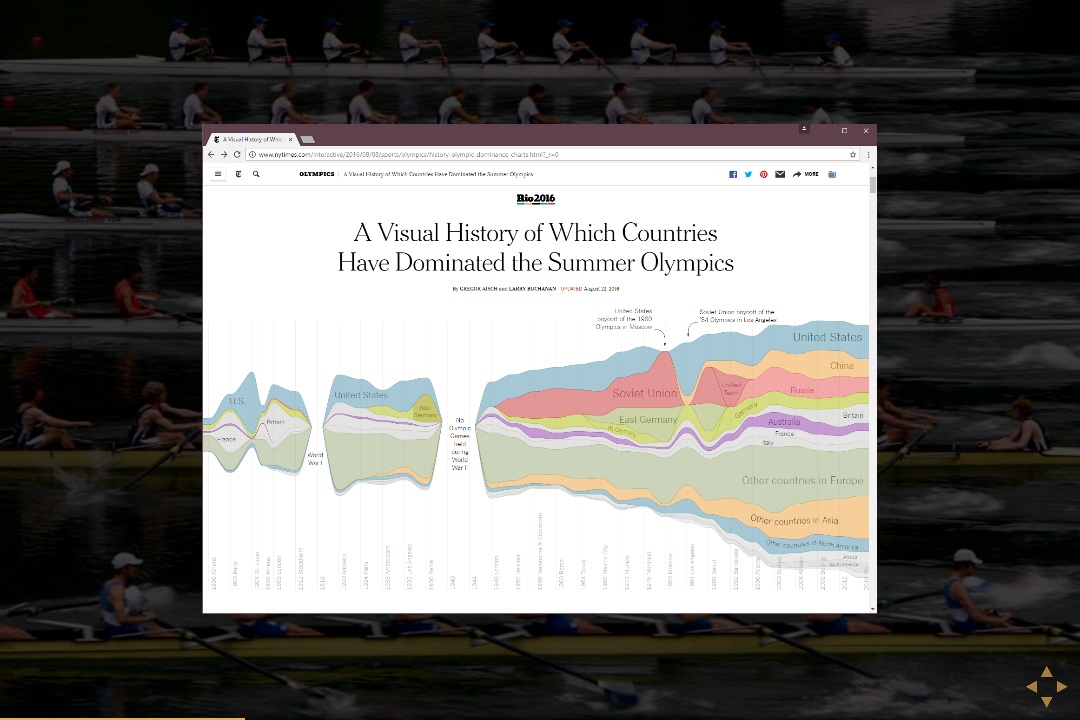 A Visual History of Whic
www.nytimes.com/interactive/2016/08/08/sports/olympics/history-olympic-dominance-charts.html?_r=0
OLYMPICS | A Visual History of Which Countries Have Dominated the Summer Olympics
MORE
Rio2016
A Visual History of Which Countries
Have Dominated the Summer Olympics
By GREGOR AISCH and LARRY BUCHANAN UPDATED August 22, 2016
United States
boycott of the 1980
Olympics in Moscow
Soviet Union boycott of the
'84 Olympics in Los Angeles
United States
China
Russia
Britain
Soviet Union
United
Team
East Germany
W. Germany
Germany
Australia
France
Italy
U.S.
Britain
France
World
War I
United States
Nazi
Germany
No
Olympic
Games
held
during
World
War II
Other countries in Europe
Other countries in Asia
Other countries in North America
Africa
South America
1896 Athens
1900 Paris
1904 St. Louis
1906 Athens
1908 London
1912 Stockholm
1916
1920 Antwerp
1924 Paris
1928 Amsterdam
1932 Los Angeles
1936 Berlin
1940
1944
1948 London
1952 Helsinki
1956 Melbourne & Stockholm
1960 Rome
1964 Tokyo
1968 Mexico City
1972 Munich
1976 Montreal
1980 Moscow
1984 Los Angeles
1988 Seoul
1992 Barcelona
1996 Atlanta
2000 Sydney
2004
2012